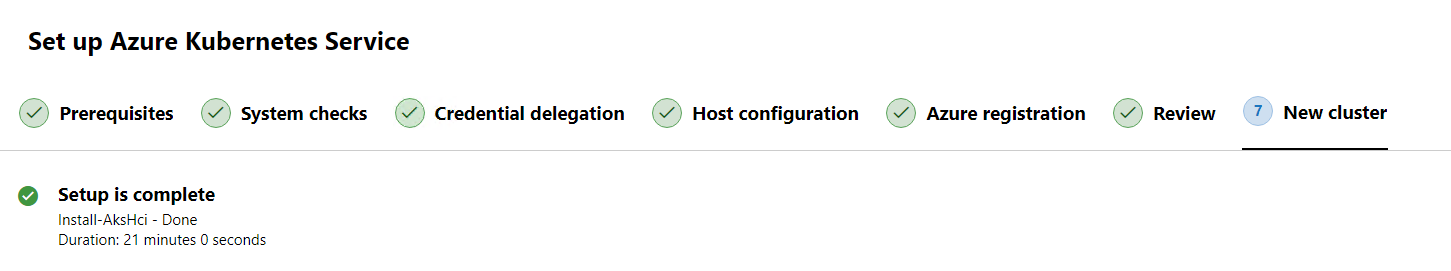 Set up Azure Kubernetes Service
Prerequisites System checks Credential delegation Host configuration Azure registration Review 7 New cluster
Setup is complete
Install-AksHci - Done
Duration: 21 minutes 0 seconds